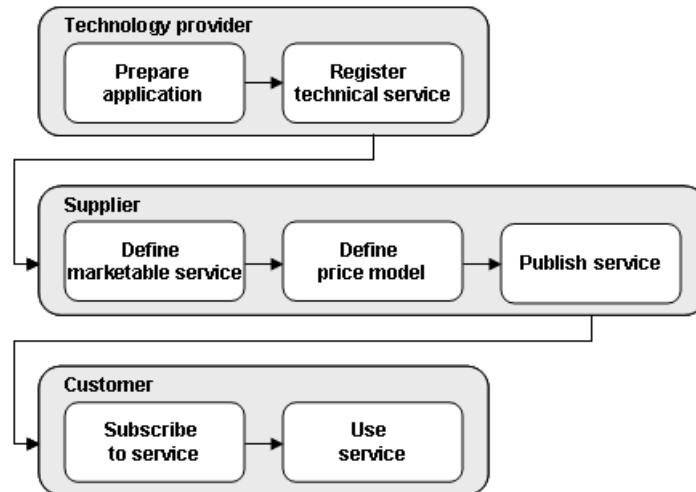 Technology provider
Prepare
application
Register
technical service
Supplier
Define
marketable service
Define
price model
Publish service
Customer
Subscribe
to service
Use
service